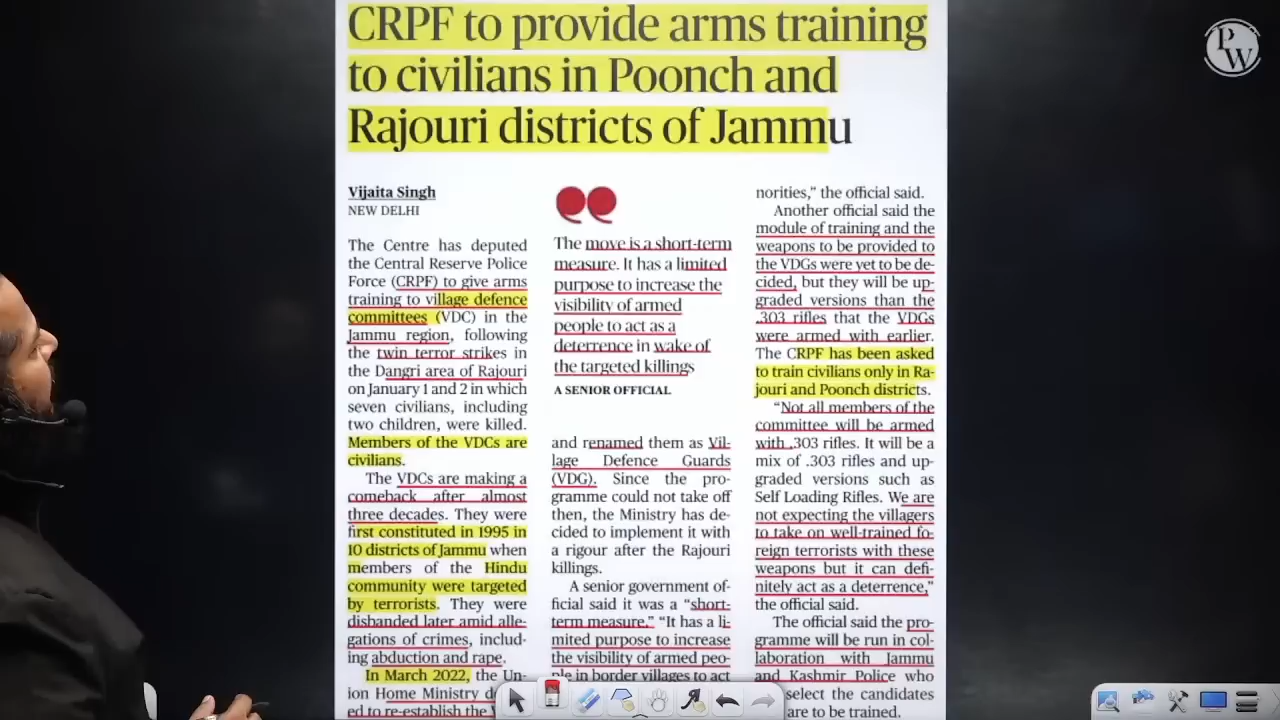 CRPF to provide arms training
to civilians in Poonch and
Rajouri districts of Jammu
Vijaita Singh
NEW DELHI
The Centre has deputed
the Central Reserve Police
Force (CRPF) to give arms
training to village defence
committees (VDC) in the
Jammu region, following
the twin terror strikes in
the Dangri area of Rajouri
on January 1 and 2 in which
seven civilians, including
two children, were killed.
Members of the VDCs are
civilians.
The VDCs are making a
comeback after almost
three decades. They were
first constituted in 1995 in
10 districts of Jammu when
members of the Hindu
community were targeted
by terrorists. They were
disbanded later amid alle-
gations of crimes, includ-
ing abduction and rape.
In March 2022, the Un-
ion Home Ministry
ed to re-establish the
The move is a short-term
measure. It has a limited
purpose to increase the
visibility of armed
people to act as a
deterrence in wake of
the targeted killings
A SENIOR OFFICIAL
and renamed them as Vil-
lage Defence Guards
(VDG). Since the pro-
gramme could not take off
then, the Ministry has de-
cided to implement it with
a rigour after the Rajouri
killings.
A senior government of-
ficial said it was a “short-
term measure,” “It has a li-
mited purpose to increase
the visibility of armed peo-
ple in border villages to act
norities,” the official said.
Another official said the
module of training and the
weapons to be provided to
the VDGs were yet to be de-
cided, but they will be up-
graded versions than the
.303 rifles that the VDGs
were armed with earlier.
The CRPF has been asked
to train civilians only in Ra-
jouri and Poonch districts.
“Not all members of the
committee will be armed
with .303 rifles. It will be a
mix of .303 rifles and up-
graded versions such as
Self Loading Rifles. We are
not expecting the villagers
to take on well-trained fo-
reign terrorists with these
weapons but it can defi-
nitely act as a deterrence,”
the official said.
The official said the pro-
gramme will be run in col-
laboration with Jammu
and Kashmir Police who
select the candidates
are to be trained.
PW